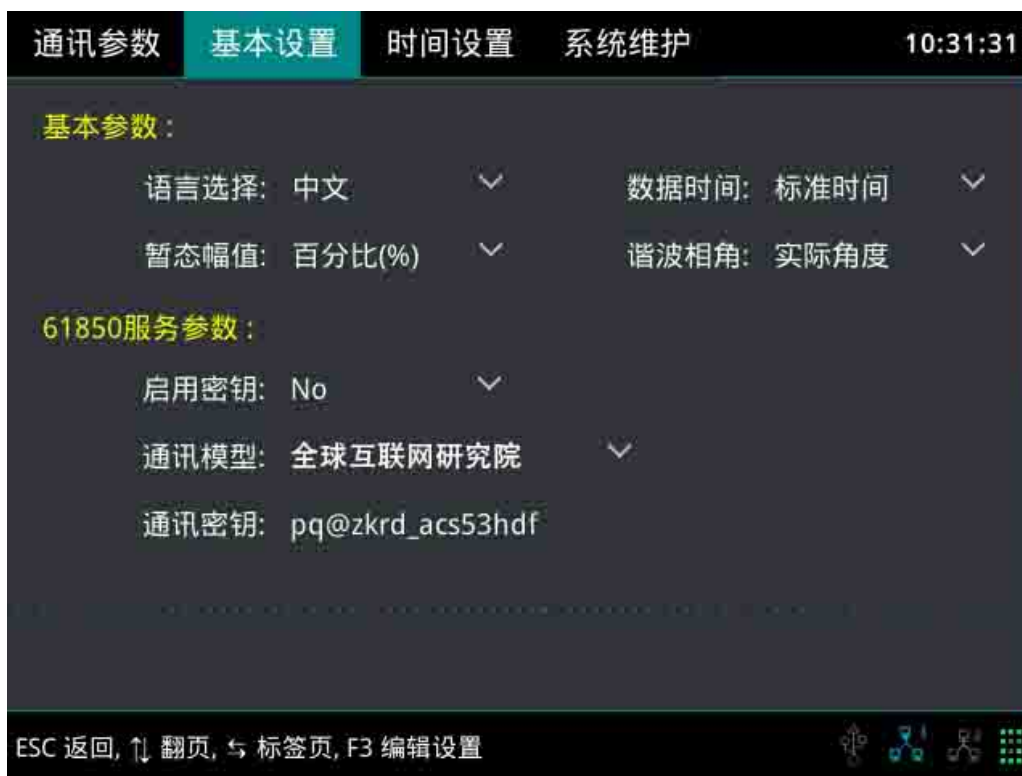 通讯参数 基本设置 时间设置 系统维护 10:31:31
基本参数：
语言选择: 中文 数据时间: 标准时间
暂态幅值: 百分比(%) 谐波相角: 实际角度
61850服务参数：
启用密钥: No
通讯模型: 全球互联网研究院
通讯密钥: pq@zkrd_acs53hdf
ESC 返回, ↑↓ 翻页, ⇆ 标签页, F3 编辑设置